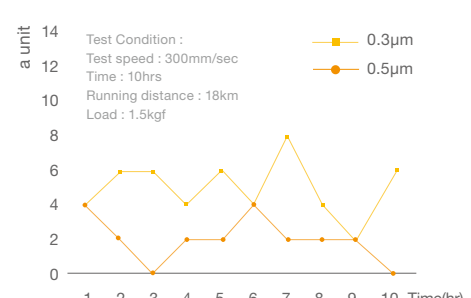 a unit
14
12
10
8
6
4
2
0
Test Condition :
Test speed : 300mm/sec
Time : 10hrs
Running distance : 18km
Load : 1.5kgf
0.3μm
0.5μm
1 2 3 4 5 6 7 8 9 10 Time(hr)